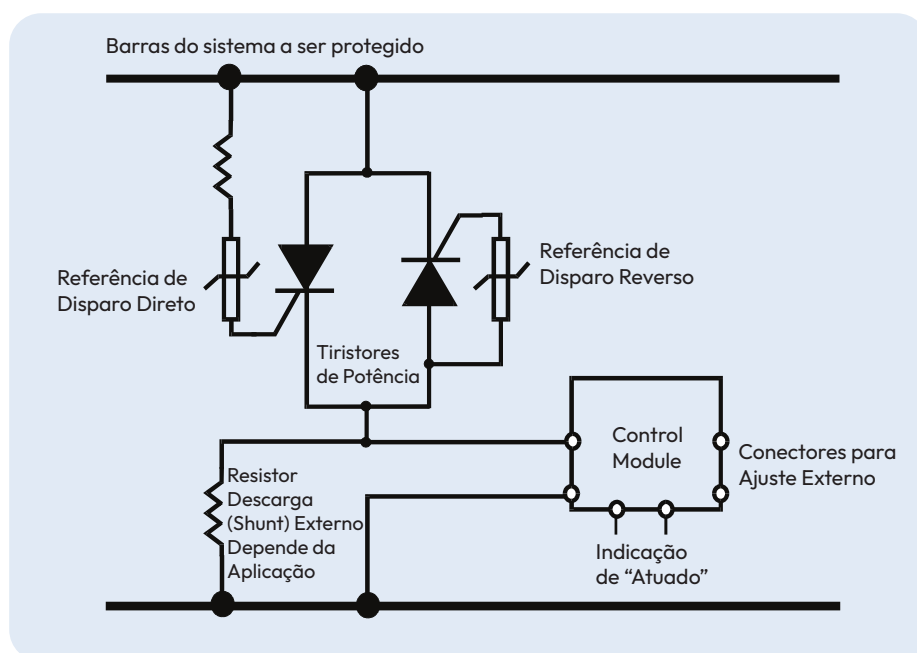 Barras do sistema a ser protegido
Referência de
Disparo Direto
Referência de
Disparo Reverso
Tiristores
de Potência
Control
Module
Conectores para
Ajuste Externo
Resistor
Descarga
(Shunt) Externo
Depende da
Aplicação
Indicação
de “Atuado”